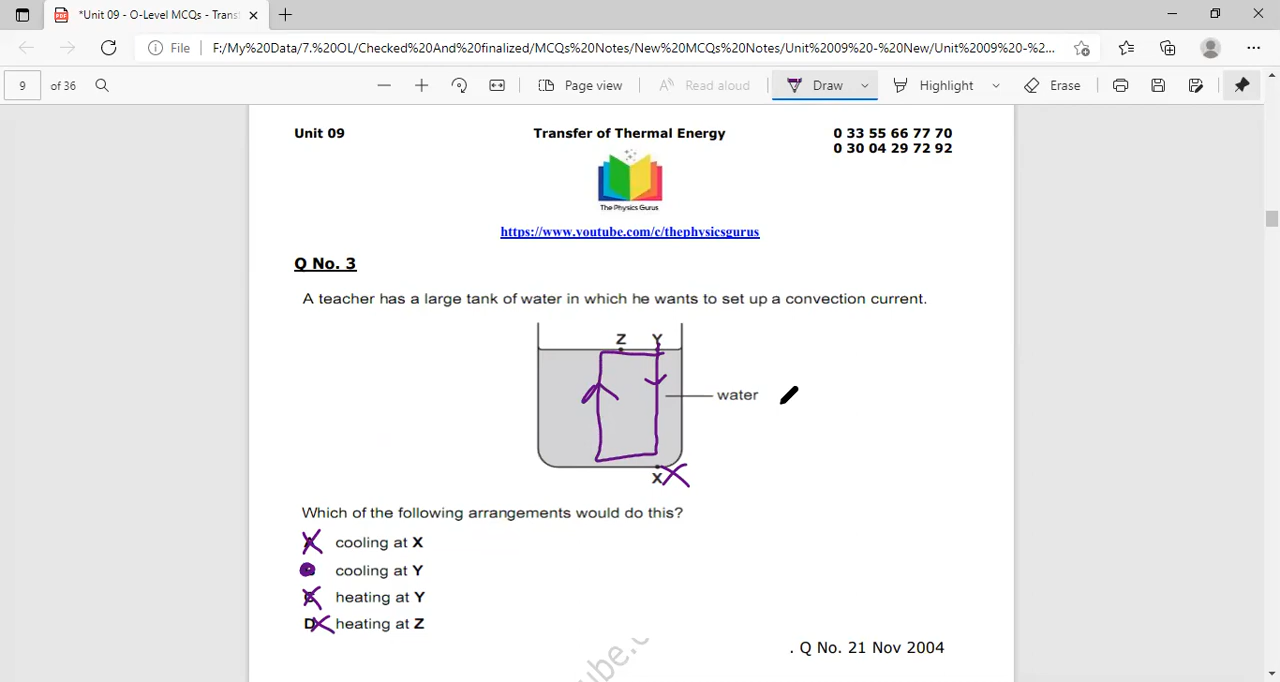 *Unit 09 - O-Level MCQs - Trans
File F:/My%20Data/7.%20OL/Checked%20And%20finalized/MCQs%20Notes/New%20MCQs%20Notes/Unit%2009%20-%20New/Unit%2009%20-%...
9 of 36 Page view Read aloud Draw Highlight Erase
Unit 09 Transfer of Thermal Energy 0 33 55 66 77 70
0 30 04 29 72 92
The Physics Gurus
https://www.youtube.com/c/thephysicsgurus
Q No. 3
A teacher has a large tank of water in which he wants to set up a convection current.
Z Y
water
X
Which of the following arrangements would do this?
A cooling at X
cooling at Y
C heating at Y
D heating at Z
. Q No. 21 Nov 2004
ube.c